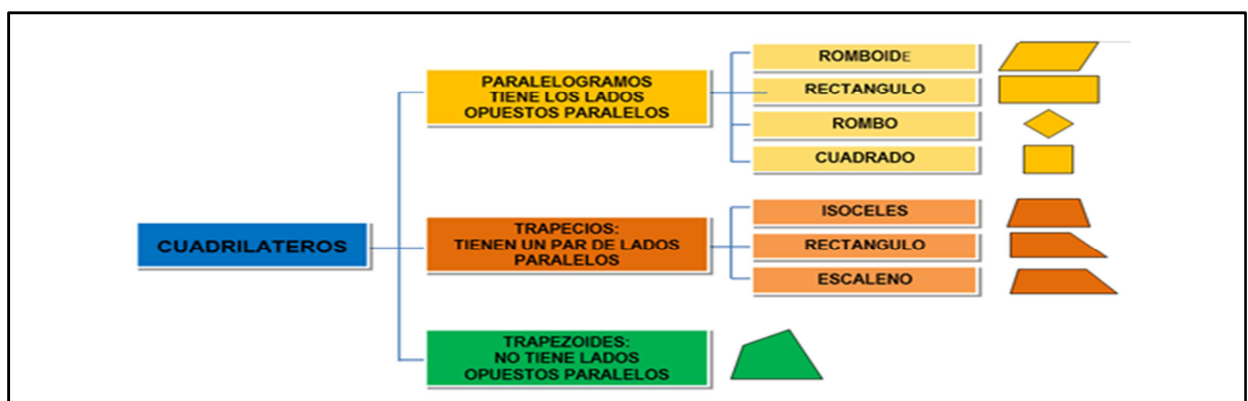 CUADRILATEROS
PARALELOGRAMOS
TIENE LOS LADOS
OPUESTOS PARALELOS
ROMBOIDE
RECTANGULO
ROMBO
CUADRADO
TRAPECIOS:
TIENEN UN PAR DE LADOS
PARALELOS
ISOCELES
RECTANGULO
ESCALENO
TRAPEZOIDES:
NO TIENE LADOS
OPUESTOS PARALELOS